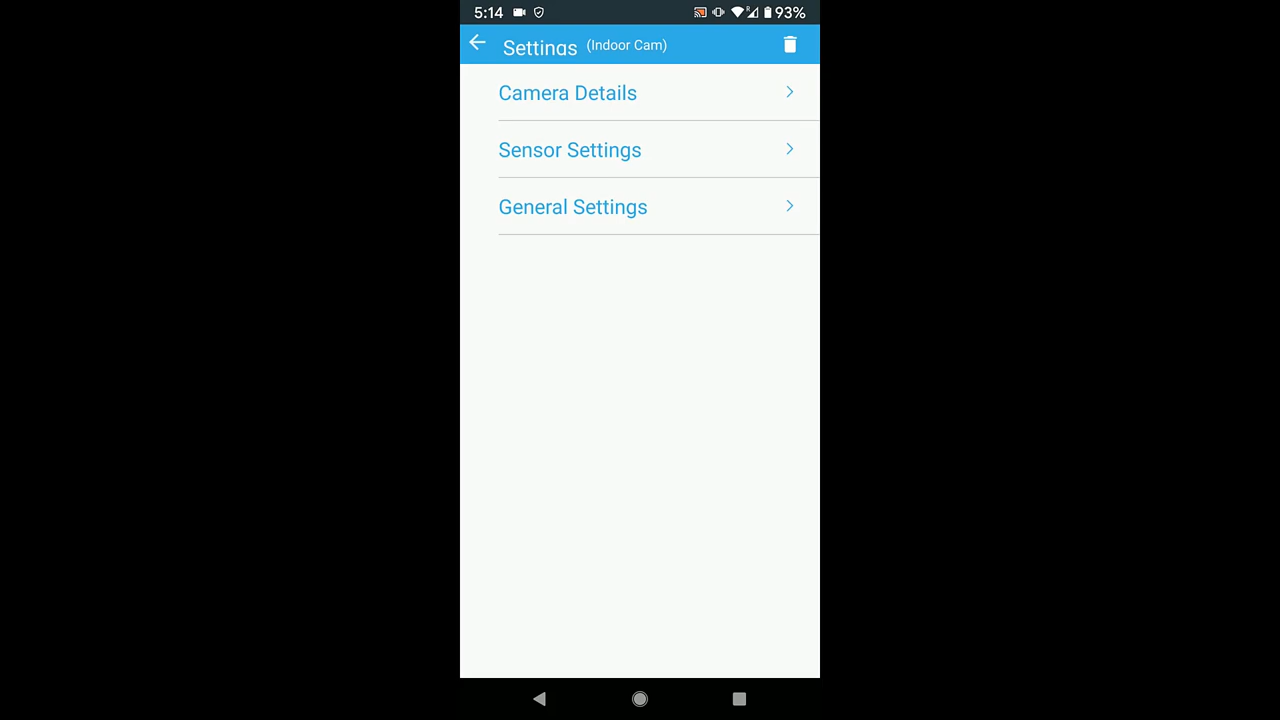 5:14 R 93%
Settings (Indoor Cam)
Camera Details
Sensor Settings
General Settings